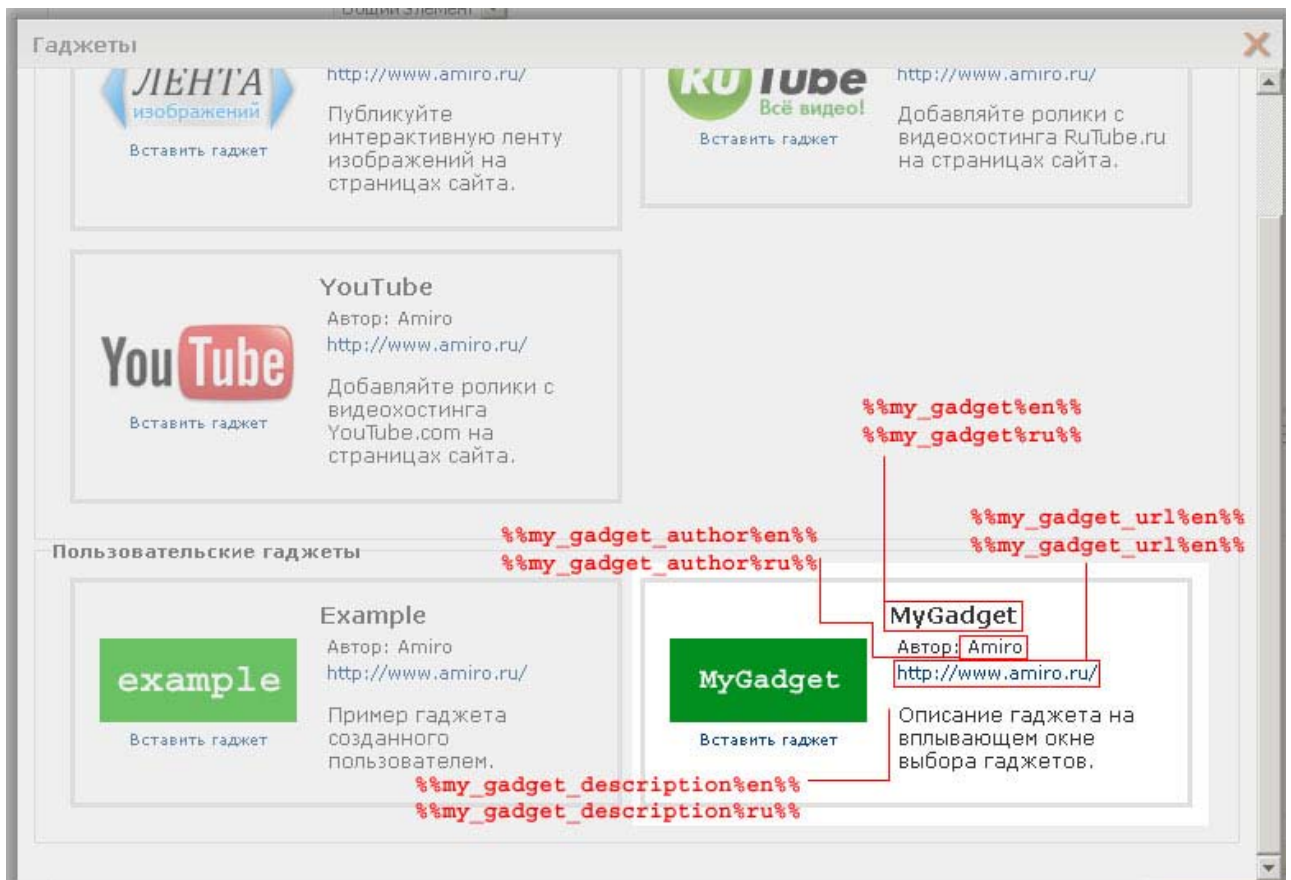 Общий элемент
Гаджеты
ЛЕНТА
изображений
Вставить гаджет
http://www.amiro.ru/
Публикуйте
интерактивную ленту
изображений на
страницах сайта.
RuTube
Всё видео!
Вставить гаджет
http://www.amiro.ru/
Добавляйте ролики с
видеохостинга RuTube.ru
на страницах сайта.
YouTube
Автор: Amiro
http://www.amiro.ru/
YouTube
Вставить гаджет
Добавляйте ролики с
видеохостинга
YouTube.com на
страницах сайта.
%%my_gadget%en%%
%%my_gadget%ru%%
%%my_gadget_url%en%%
%%my_gadget_url%en%%
%%my_gadget_author%en%%
%%my_gadget_author%ru%%
Пользовательские гаджеты
Example
Автор: Amiro
http://www.amiro.ru/
example
Вставить гаджет
Пример гаджета
созданного
пользователем.
MyGadget
Автор: Amiro
http://www.amiro.ru/
MyGadget
Вставить гаджет
Описание гаджета на
вплывающем окне
выбора гаджетов.
%%my_gadget_description%en%%
%%my_gadget_description%ru%%